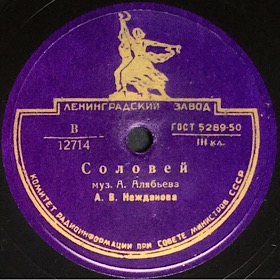 ЛЕНИНГРАДСКИЙ ЗАВОД
В
12714
ГОСТ 5289-50
III кл.
Соловей
муз. А. Алябьева
А. В. Нежданова
КОМИТЕТ РАДИОИНФОРМАЦИИ ПРИ СОВЕТЕ МИНИСТРОВ СССР